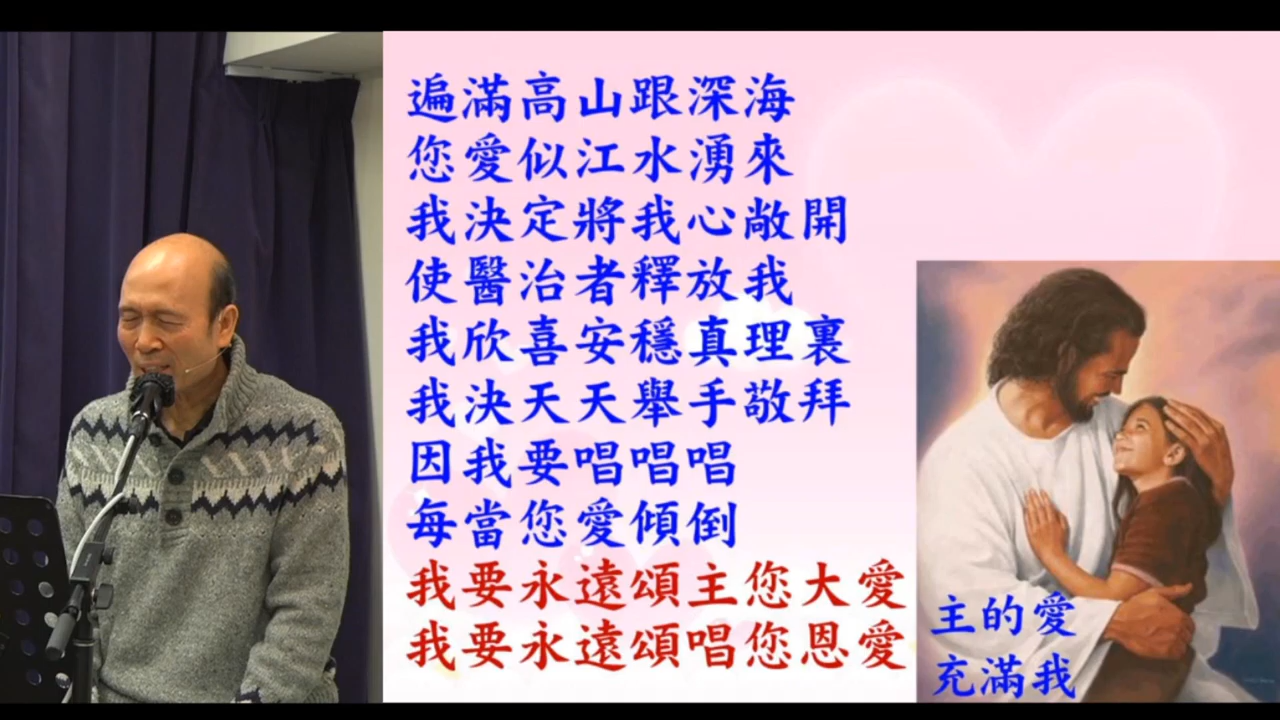 遍滿高山跟深海
您愛似江水湧來
我決定將我心敞開
使醫治者釋放我
我欣喜安穩真理裏
我決天天舉手敬拜
因我要唱唱唱
每當您愛傾倒
我要永遠頌主您大愛
我要永遠頌唱您恩愛
主的愛
充滿我